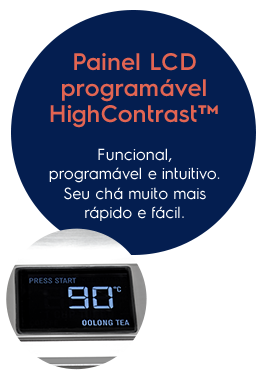 Painel LCD
programável
HighContrast™
Funcional,
programável e intuitivo.
Seu chá muito mais
rápido e fácil.
PRESS START
90°C
OOLONG TEA